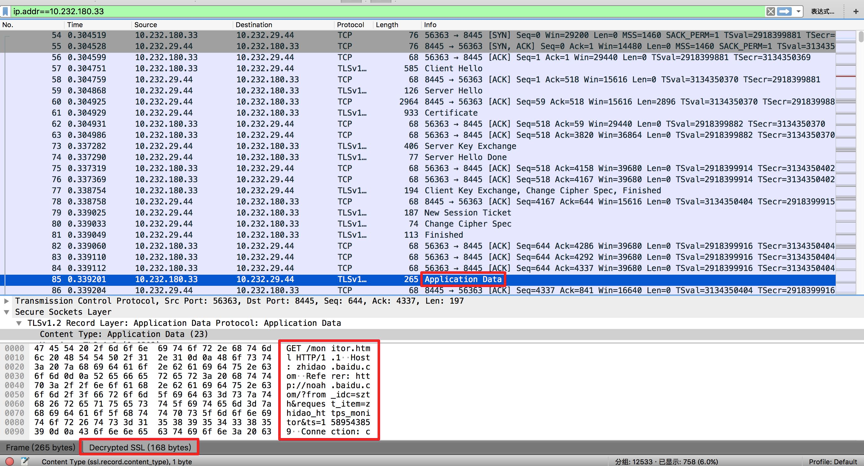 ip.addr==10.232.180.33 表达式… +
No. Time Source Destination Protocol Length Info
54 0.304519 10.232.180.33 10.232.29.44 TCP 76 56363 → 8445 [SYN] Seq=0 Win=29200 Len=0 MSS=1460 SACK_PERM=1 TSval=2918399881 TSecr=
55 0.304528 10.232.29.44 10.232.180.33 TCP 76 8445 → 56363 [SYN, ACK] Seq=0 Ack=1 Win=14480 Len=0 MSS=1460 SACK_PERM=1 TSval=31343
56 0.304599 10.232.180.33 10.232.29.44 TCP 68 56363 → 8445 [ACK] Seq=1 Ack=1 Win=29440 Len=0 TSval=2918399881 TSecr=3134350369
57 0.304751 10.232.180.33 10.232.29.44 TLSv1… 585 Client Hello
58 0.304759 10.232.29.44 10.232.180.33 TCP 68 8445 → 56363 [ACK] Seq=1 Ack=518 Win=15616 Len=0 TSval=3134350370 TSecr=2918399881
59 0.304868 10.232.29.44 10.232.180.33 TLSv1… 126 Server Hello
60 0.304925 10.232.29.44 10.232.180.33 TCP 2964 8445 → 56363 [ACK] Seq=59 Ack=518 Win=15616 Len=2896 TSval=3134350370 TSecr=29183998
61 0.304929 10.232.29.44 10.232.180.33 TLSv1… 933 Certificate
62 0.304931 10.232.180.33 10.232.29.44 TCP 68 56363 → 8445 [ACK] Seq=518 Ack=59 Win=29440 Len=0 TSval=2918399882 TSecr=3134350370
63 0.304986 10.232.180.33 10.232.29.44 TCP 68 56363 → 8445 [ACK] Seq=518 Ack=3820 Win=36864 Len=0 TSval=2918399882 TSecr=3134350370
73 0.337282 10.232.29.44 10.232.180.33 TLSv1… 406 Server Key Exchange
74 0.337290 10.232.29.44 10.232.180.33 TLSv1… 77 Server Hello Done
75 0.337319 10.232.180.33 10.232.29.44 TCP 68 56363 → 8445 [ACK] Seq=518 Ack=4158 Win=39680 Len=0 TSval=2918399914 TSecr=3134350402
76 0.337369 10.232.180.33 10.232.29.44 TCP 68 56363 → 8445 [ACK] Seq=518 Ack=4167 Win=39680 Len=0 TSval=2918399914 TSecr=3134350402
77 0.338754 10.232.180.33 10.232.29.44 TLSv1… 194 Client Key Exchange, Change Cipher Spec, Finished
78 0.338758 10.232.29.44 10.232.180.33 TCP 68 8445 → 56363 [ACK] Seq=4167 Ack=644 Win=15616 Len=0 TSval=3134350404 TSecr=2918399915
79 0.339025 10.232.29.44 10.232.180.33 TLSv1… 187 New Session Ticket
80 0.339033 10.232.29.44 10.232.180.33 TLSv1… 74 Change Cipher Spec
81 0.339049 10.232.29.44 10.232.180.33 TLSv1… 113 Finished
82 0.339060 10.232.180.33 10.232.29.44 TCP 68 56363 → 8445 [ACK] Seq=644 Ack=4286 Win=39680 Len=0 TSval=2918399916 TSecr=3134350404
83 0.339110 10.232.180.33 10.232.29.44 TCP 68 56363 → 8445 [ACK] Seq=644 Ack=4292 Win=39680 Len=0 TSval=2918399916 TSecr=3134350404
84 0.339112 10.232.180.33 10.232.29.44 TCP 68 56363 → 8445 [ACK] Seq=644 Ack=4337 Win=39680 Len=0 TSval=2918399916 TSecr=3134350404
85 0.339201 10.232.180.33 10.232.29.44 TLSv1… 265 Application Data
86 0.339204 10.232.29.44 10.232.180.33 TCP 68 8445 → 56363 [ACK] Seq=4337 Ack=841 Win=16640 Len=0 TSval=3134350404 TSecr=2918399916
Transmission Control Protocol, Src Port: 56363, Dst Port: 8445, Seq: 644, Ack: 4337, Len: 197
Secure Sockets Layer
TLSv1.2 Record Layer: Application Data Protocol: Application Data
Content Type: Application Data (23)
0000 47 45 54 20 2f 6d 6f 6e 69 74 6f 72 2e 68 74 6d GET /mon itor.htm
0010 6c 20 48 54 54 50 2f 31 2e 31 0d 0a 48 6f 73 74 l HTTP/1 .1··Host
0020 3a 20 7a 68 69 64 61 6f 2e 62 61 69 64 75 2e 63 : zhidao .baidu.c
0030 6f 6d 0d 0a 52 65 66 65 72 65 72 3a 20 68 74 74 om··Refe rer: htt
0040 70 3a 2f 2f 6e 6f 61 68 2e 62 61 69 64 75 2e 63 p://noah .baidu.c
0050 6f 6d 2f 3f 66 72 6f 6d 5f 69 64 63 3d 73 7a 74 om/?from _idc=szt
0060 68 26 72 65 71 75 65 73 74 5f 69 74 65 6d 3d 7a h&reques t_item=z
0070 68 69 64 61 6f 5f 68 74 74 70 73 5f 6d 6f 6e 69 hidao_ht tps_moni
0080 74 6f 72 26 74 73 3d 31 35 38 39 35 34 33 38 35 tor&ts=1 58954385
0090 39 0d 0a 43 6f 6e 6e 65 63 74 69 6f 6e 3a 20 63 9··Conne ction: c
Frame (265 bytes) Decrypted SSL (168 bytes)
Content Type (ssl.record.content_type), 1 byte 分组: 12533 · 已显示: 758 (6.0%) Profile: Default